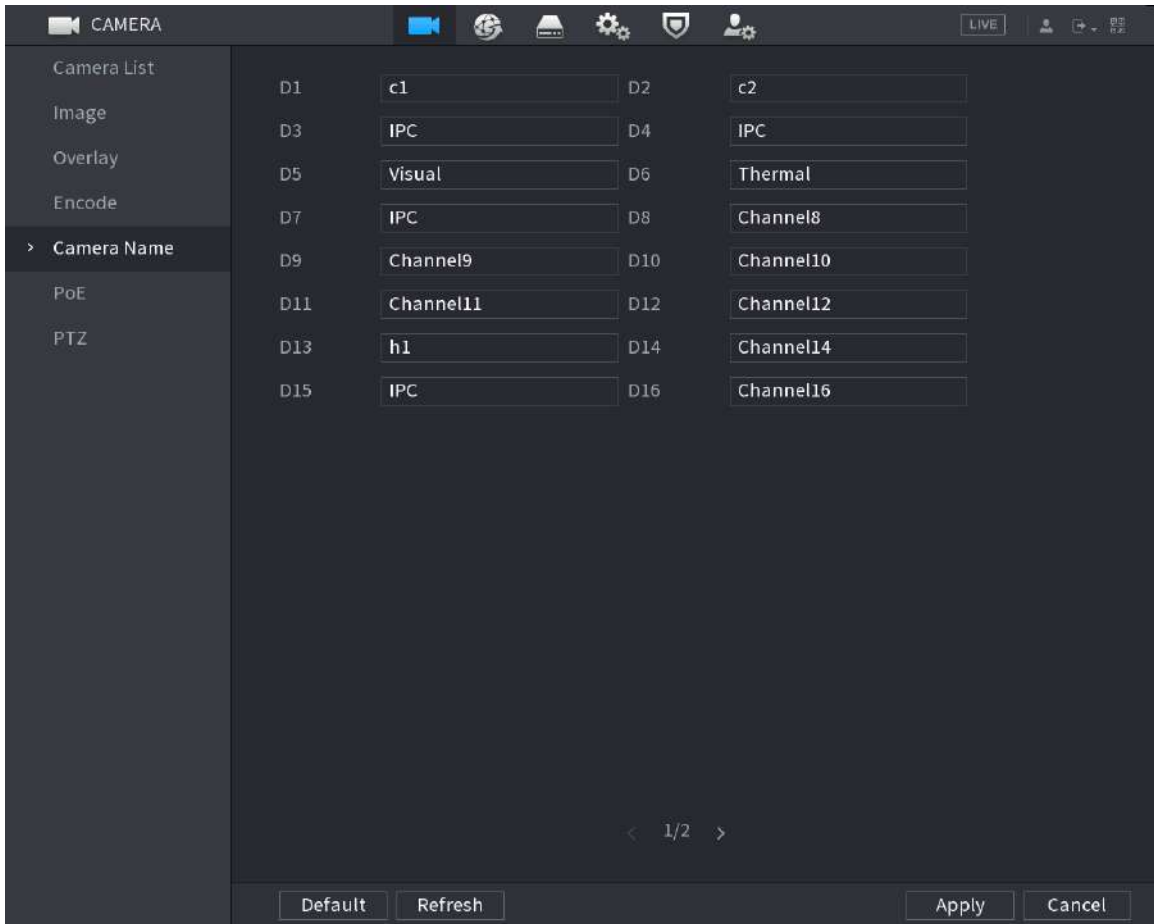 CAMERA LIVE
Camera List
Image
Overlay
Encode
> Camera Name
PoE
PTZ
D1 c1 D2 c2
D3 IPC D4 IPC
D5 Visual D6 Thermal
D7 IPC D8 Channel8
D9 Channel9 D10 Channel10
D11 Channel11 D12 Channel12
D13 h1 D14 Channel14
D15 IPC D16 Channel16
< 1/2 >
Default Refresh Apply Cancel